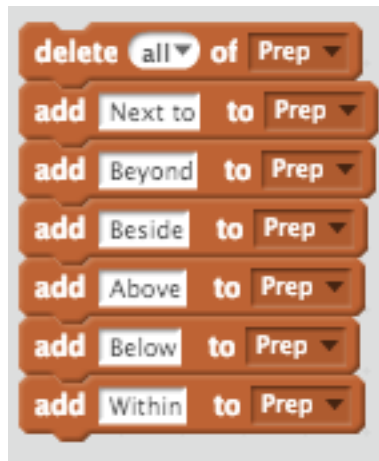 delete all of Prep
add Next to to Prep
add Beyond to Prep
add Beside to Prep
add Above to Prep
add Below to Prep
add Within to Prep